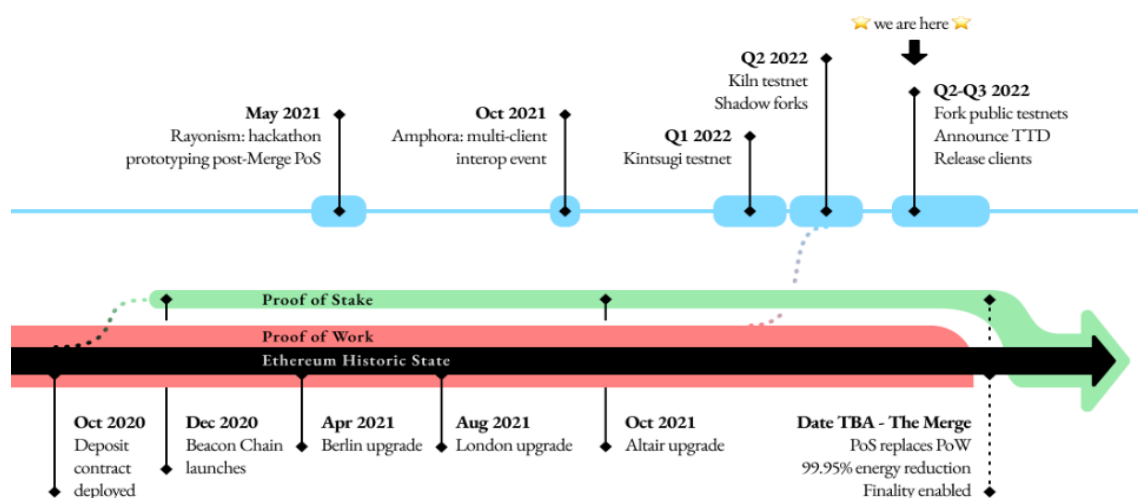 ⭐ we are here ⭐
May 2021
Rayonism: hackathon
prototyping post-Merge PoS
Oct 2021
Amphora: multi-client
interop event
Q1 2022
Kintsugi testnet
Q2 2022
Kiln testnet
Shadow forks
Q2-Q3 2022
Fork public testnets
Announce TTD
Release clients
Proof of Stake
Proof of Work
Ethereum Historic State
Oct 2020
Deposit
contract
deployed
Dec 2020
Beacon Chain
launches
Apr 2021
Berlin upgrade
Aug 2021
London upgrade
Oct 2021
Altair upgrade
Date TBA - The Merge
PoS replaces PoW
99.95% energy reduction
Finality enabled